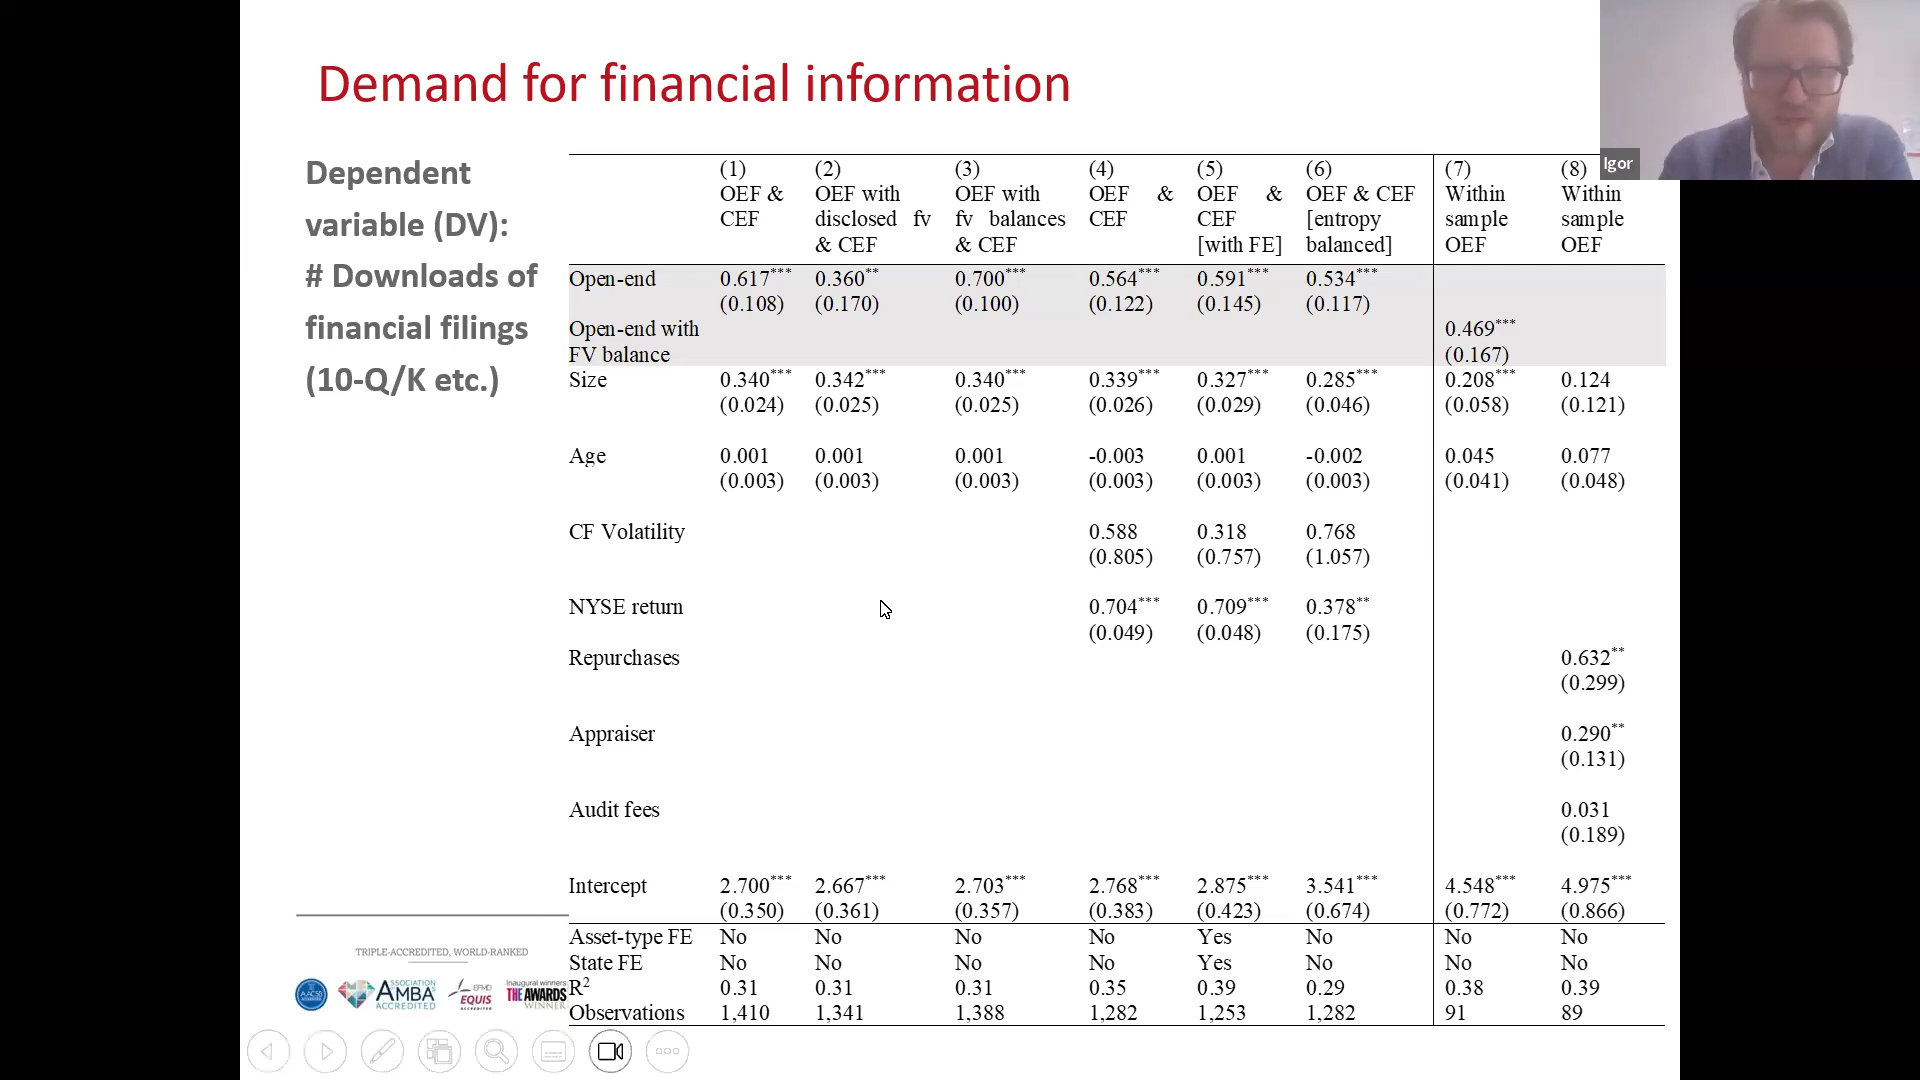 Demand for financial information
Igor
Dependent
variable (DV):
# Downloads of
financial filings
(10-Q/K etc.)
(1) (2) (3) (4) (5) (6) (7) (8)
OEF & OEF with OEF with OEF & OEF & OEF & CEF Within Within
CEF disclosed fv fv balances CEF CEF [entropy sample sample
& CEF & CEF [with FE] balanced] OEF OEF
Open-end 0.617*** 0.360** 0.700*** 0.564*** 0.591*** 0.534***
(0.108) (0.170) (0.100) (0.122) (0.145) (0.117)
Open-end with 0.469***
FV balance (0.167)
Size 0.340*** 0.342*** 0.340*** 0.339*** 0.327*** 0.285*** 0.208*** 0.124
(0.024) (0.025) (0.025) (0.026) (0.029) (0.046) (0.058) (0.121)
Age 0.001 0.001 0.001 -0.003 0.001 -0.002 0.045 0.077
(0.003) (0.003) (0.003) (0.003) (0.003) (0.003) (0.041) (0.048)
CF Volatility 0.588 0.318 0.768
(0.805) (0.757) (1.057)
NYSE return 0.704*** 0.709*** 0.378**
(0.049) (0.048) (0.175)
Repurchases 0.632**
(0.299)
Appraiser 0.290**
(0.131)
Audit fees 0.031
(0.189)
Intercept 2.700*** 2.667*** 2.703*** 2.768*** 2.875*** 3.541*** 4.548*** 4.975***
(0.350) (0.361) (0.357) (0.383) (0.423) (0.674) (0.772) (0.866)
Asset-type FE No No No No Yes No No No
State FE No No No No Yes No No No
R² 0.31 0.31 0.31 0.35 0.39 0.29 0.38 0.39
Observations 1,410 1,341 1,388 1,282 1,253 1,282 91 89
TRIPLE-ACCREDITED, WORLD-RANKED
AACSB
ASSOCIATION
AMBA
ACCREDITED
EFMD
EQUIS
ACCREDITED
Inaugural winners
THE AWARDS
WINNER